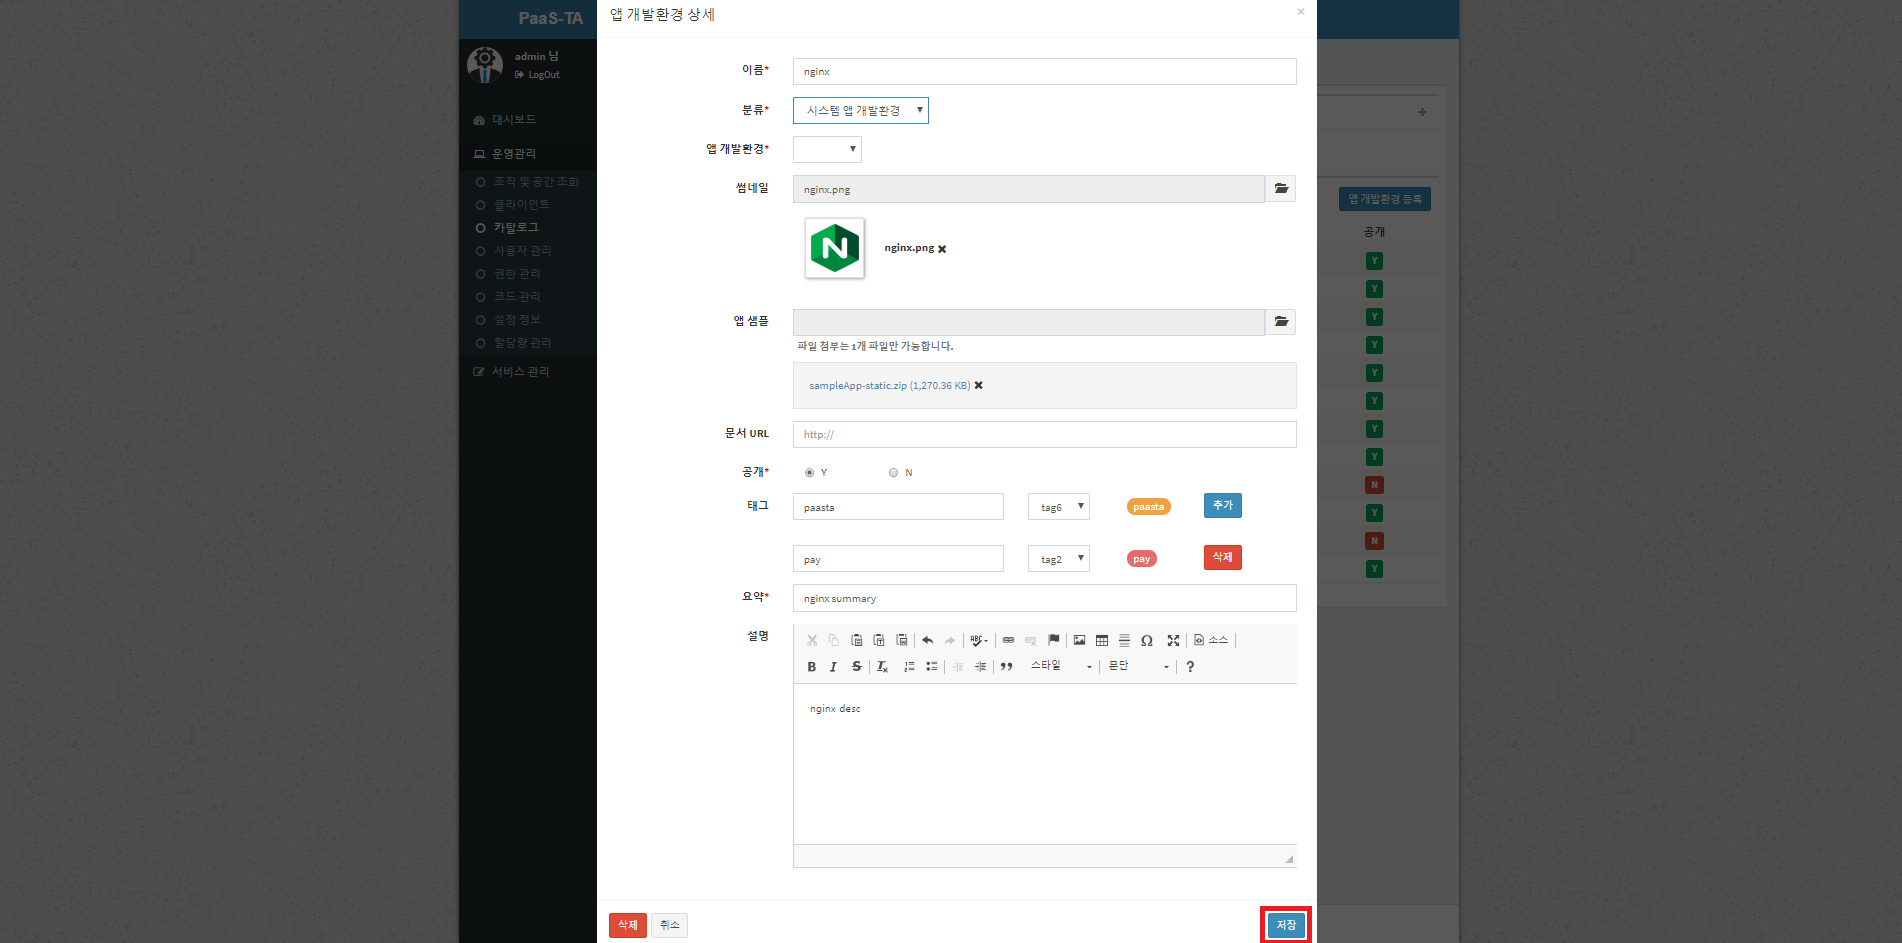 PaaS-TA
admin 님
LogOut
대시보드
운영관리
조직 및 공간 조회
클라이언트
카탈로그
사용자 관리
권한 관리
코드 관리
설정 정보
할당량 관리
서비스 관리
앱 개발환경 상세
×
이름*
nginx
분류*
시스템 앱 개발환경
앱 개발환경*
썸네일
nginx.png
N
nginx.png
앱 샘플
파일 첨부는 1개 파일만 가능합니다.
sampleApp-static.zip (1,270.36 KB)
문서 URL
http://
공개*
Y N
태그
paasta tag6 paasta 추가
pay tag2 pay 삭제
요약*
nginx summary
설명
ABC
Ω
소스
B I S Tx
스타일
문단
?
nginx desc
삭제 취소
저장
+
앱 개발환경 등록
공개
Y
Y
Y
Y
Y
Y
Y
Y
N
Y
N
Y